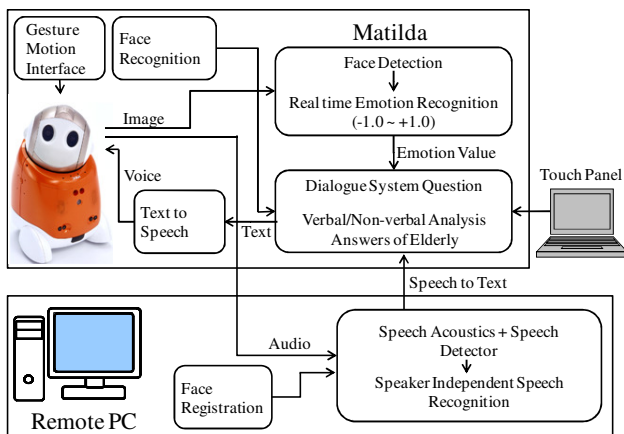 Gesture
Motion
Interface
Face
Recognition
Matilda
Face Detection
Real time Emotion Recognition
(-1.0 ~ +1.0)
Image
Emotion Value
Voice
Touch Panel
Dialogue System Question
Verbal/Non-verbal Analysis
Answers of Elderly
Text to
Speech
Text
Speech to Text
Audio
Speech Acoustics + Speech
Detector
Speaker Independent Speech
Recognition
Face
Registration
Remote PC